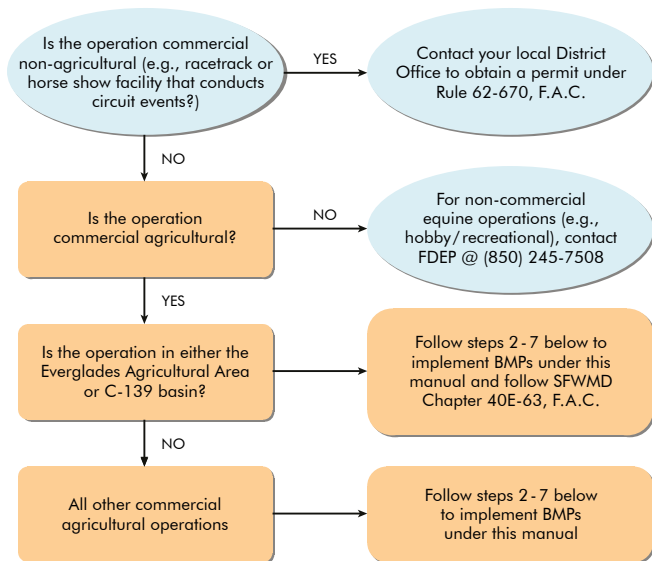 Is the operation commercial
non-agricultural (e.g., racetrack or
horse show facility that conducts
circuit events?)
YES
Contact your local District
Office to obtain a permit under
Rule 62-670, F.A.C.
NO
Is the operation
commercial agricultural?
NO
For non-commercial
equine operations (e.g.,
hobby/recreational), contact
FDEP @ (850) 245-7508
YES
Is the operation in either the
Everglades Agricultural Area
or C-139 basin?
Follow steps 2-7 below to
implement BMPs under this
manual and follow SFWMD
Chapter 40E-63, F.A.C.
NO
All other commercial
agricultural operations
Follow steps 2-7 below
to implement BMPs
under this manual